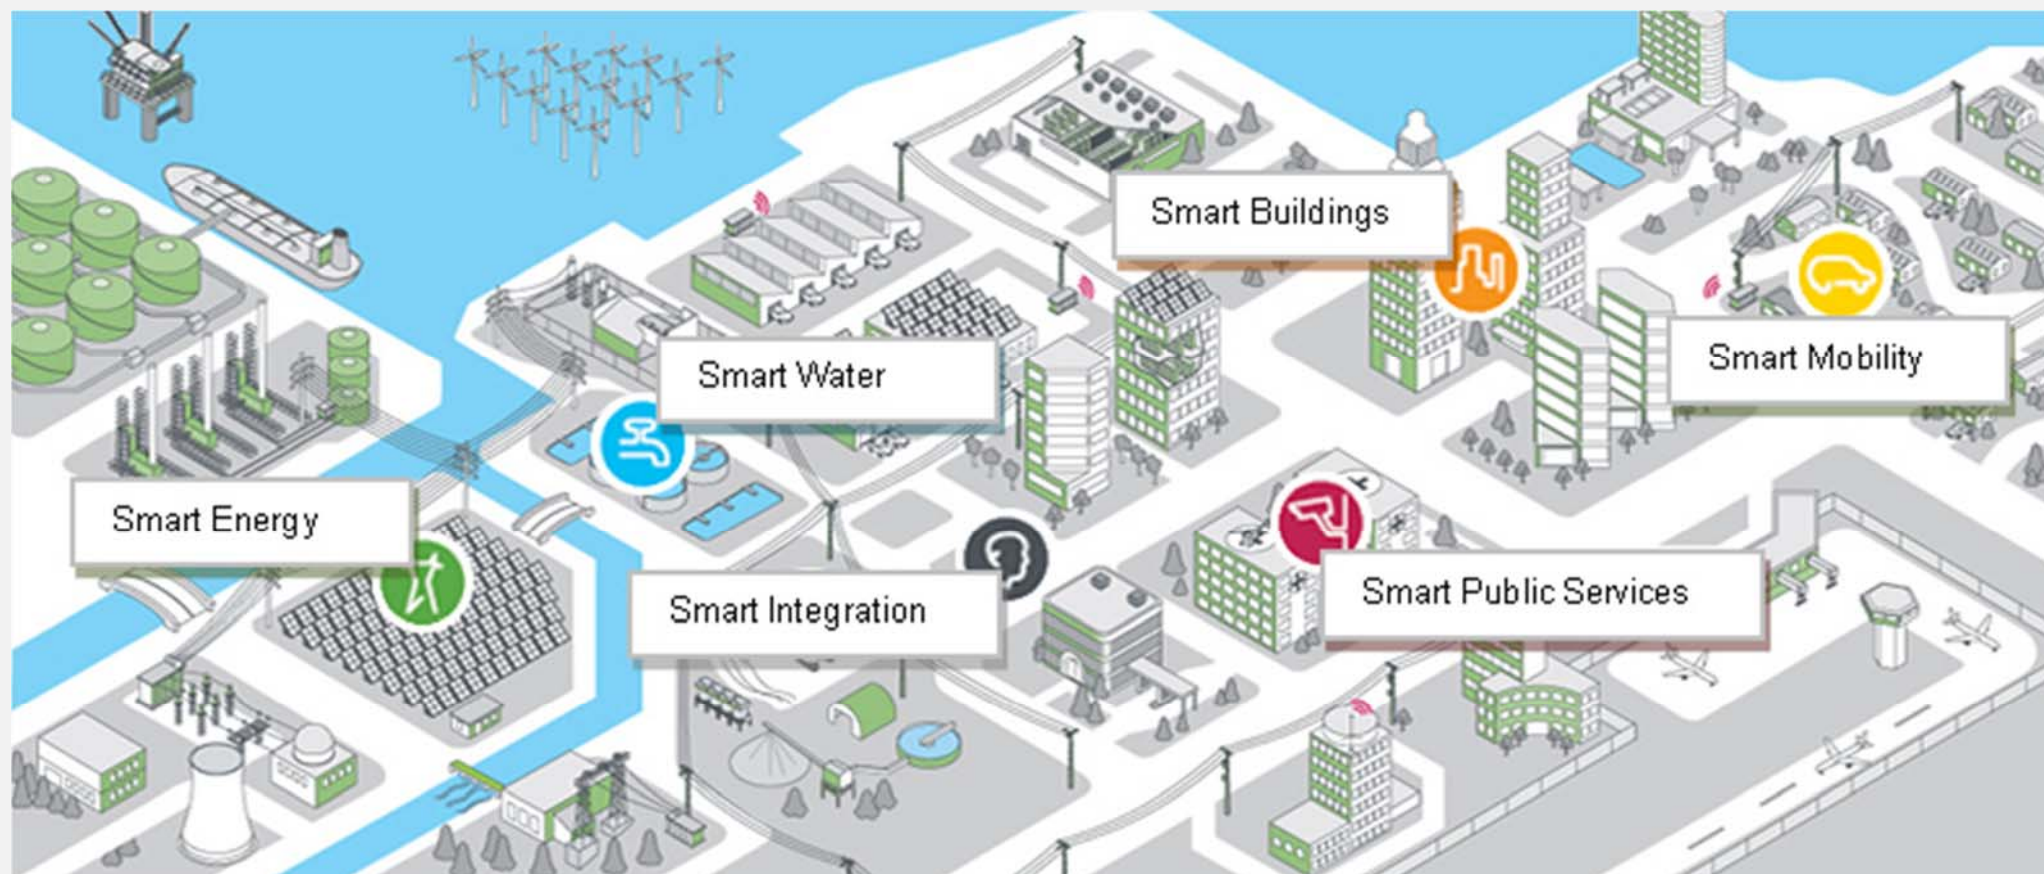 Smart Buildings
Smart Mobility
Smart Water
Smart Energy
Smart Integration
Smart Public Services